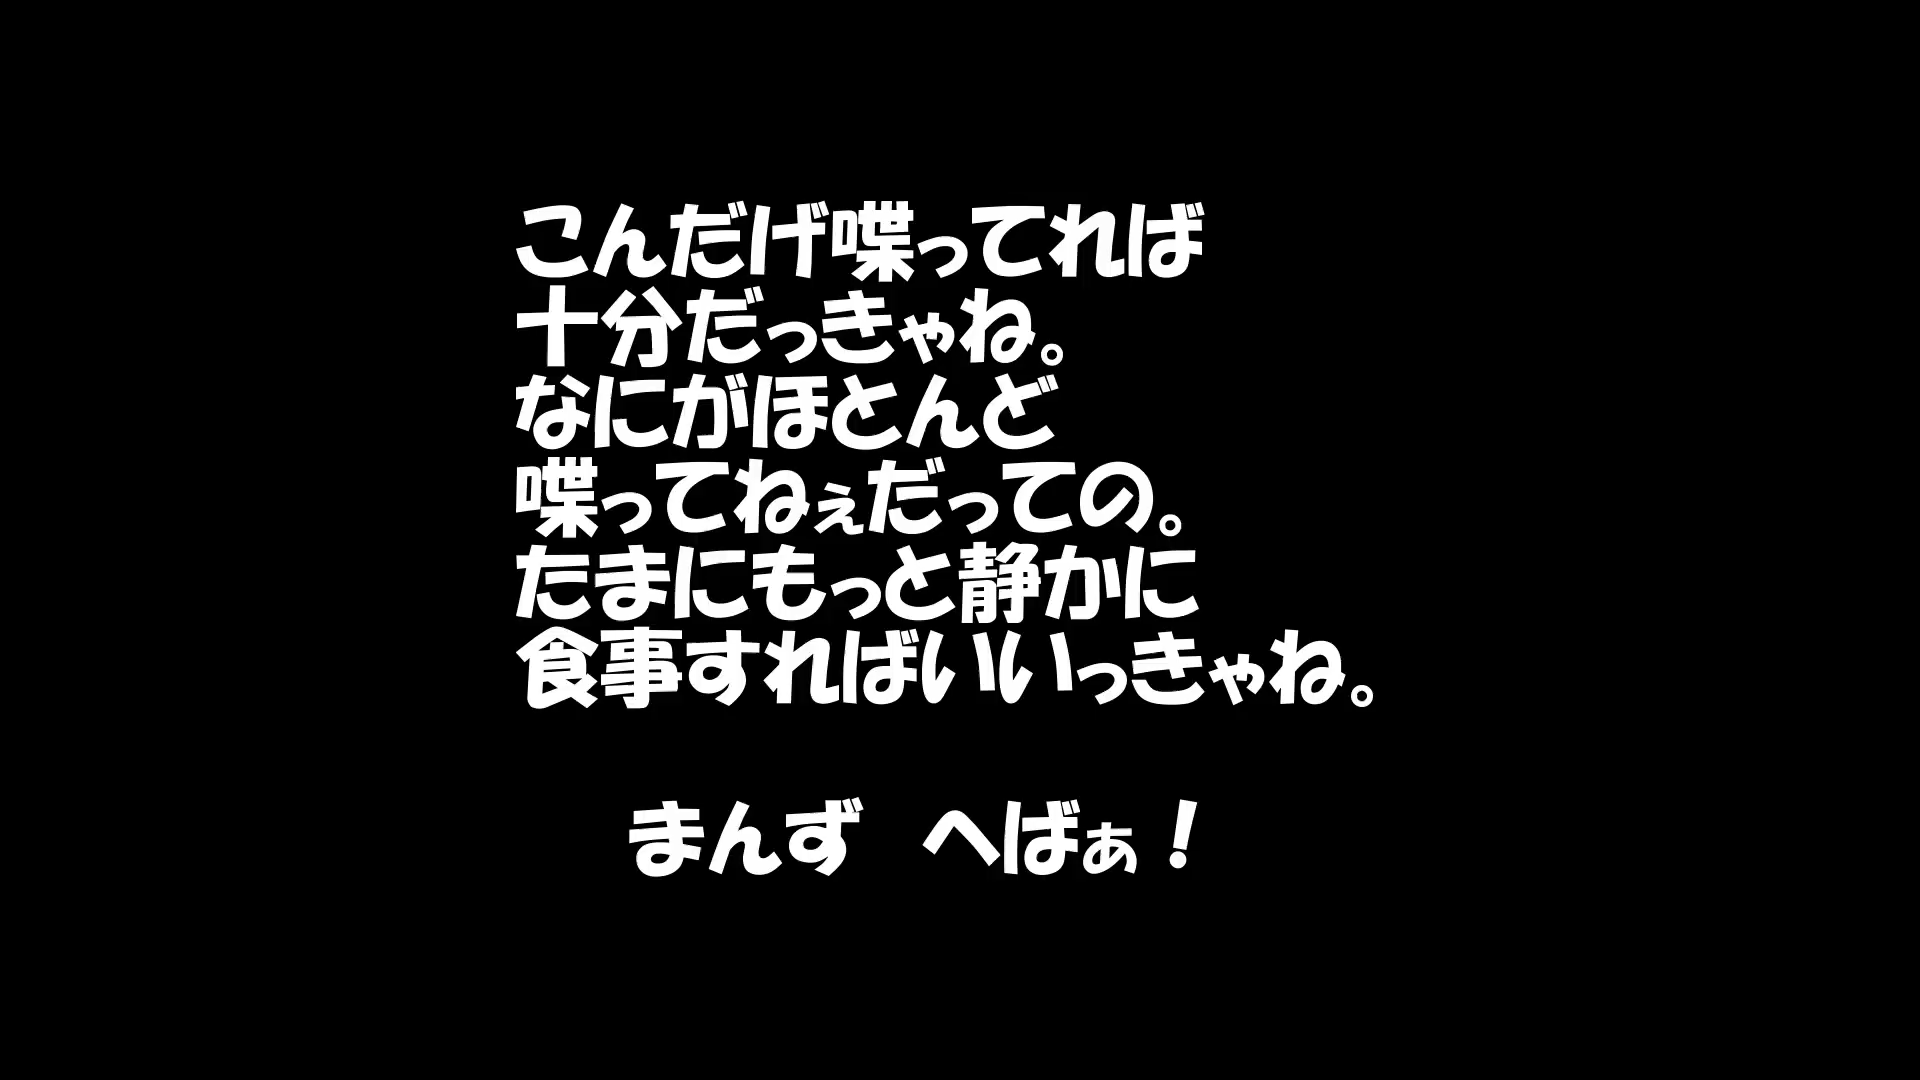 こんだげ喋ってれば
十分だっきゃね。
なにがほとんど
喋ってねぇだっての。
たまにもっと静かに
食事すればいいっきゃね。
まんず　へばぁ！